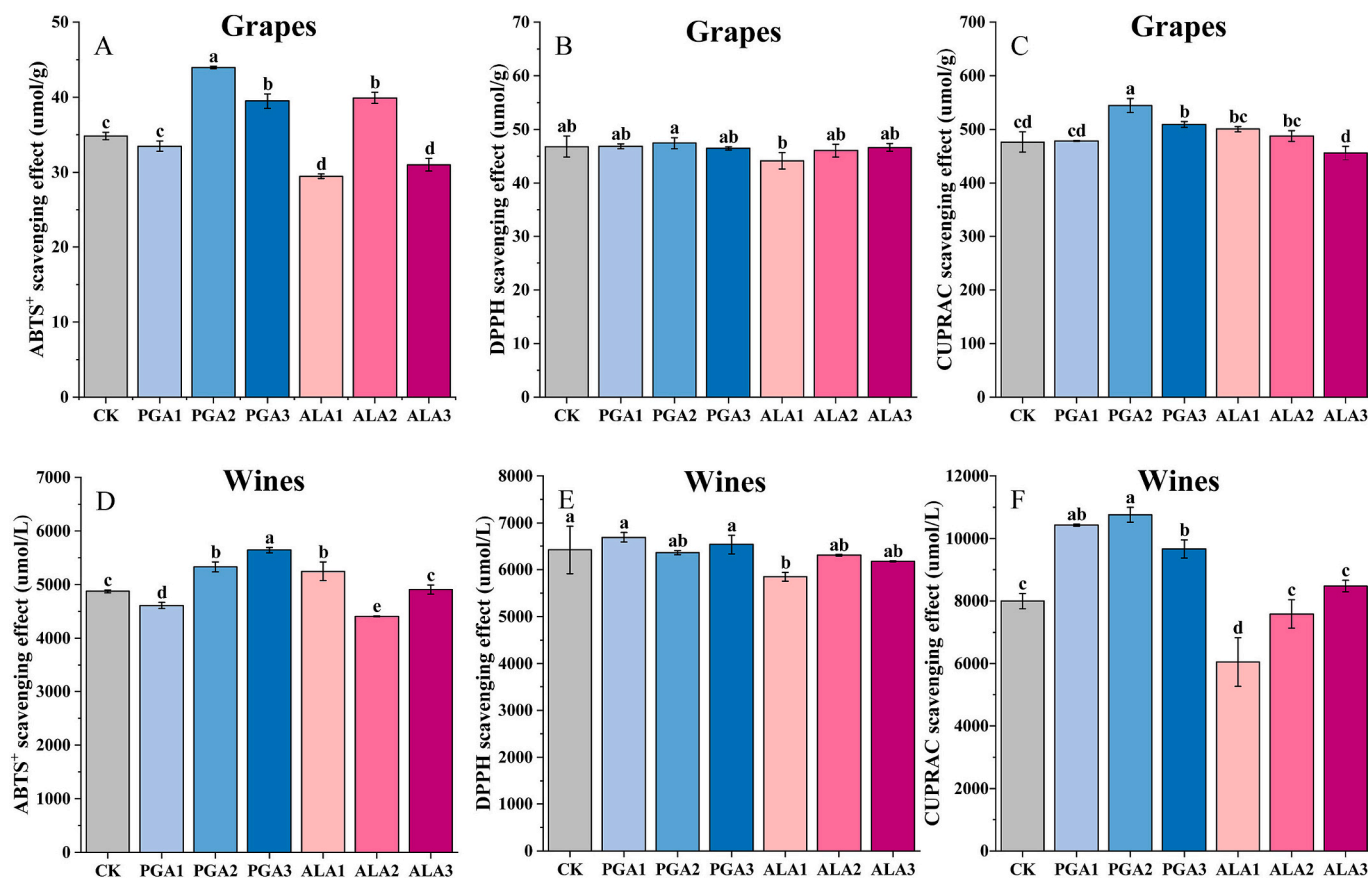 A
Grapes
ABTS+ scavenging effect (umol/g)
50
40
30
20
10
0
c
c
a
b
d
b
d
CK PGA1 PGA2 PGA3 ALA1 ALA2 ALA3
B
Grapes
DPPH scavenging effect (umol/g)
70
60
50
40
30
20
10
0
ab
ab
a
ab
b
ab
ab
CK PGA1 PGA2 PGA3 ALA1 ALA2 ALA3
C
Grapes
CUPRAC scavenging effect (umol/g)
700
600
500
400
300
200
100
0
cd
cd
a
b
bc
bc
d
CK PGA1 PGA2 PGA3 ALA1 ALA2 ALA3
D
Wines
ABTS+ scavenging effect (umol/L)
7000
6000
5000
4000
3000
2000
1000
0
c
d
b
a
b
e
c
CK PGA1 PGA2 PGA3 ALA1 ALA2 ALA3
E
Wines
DPPH scavenging effect (umol/L)
8000
7000
6000
5000
4000
3000
2000
1000
0
a
a
ab
a
b
ab
ab
CK PGA1 PGA2 PGA3 ALA1 ALA2 ALA3
F
Wines
CUPRAC scavenging effect (umol/L)
12000
10000
8000
6000
4000
2000
0
c
ab
a
b
d
c
c
CK PGA1 PGA2 PGA3 ALA1 ALA2 ALA3